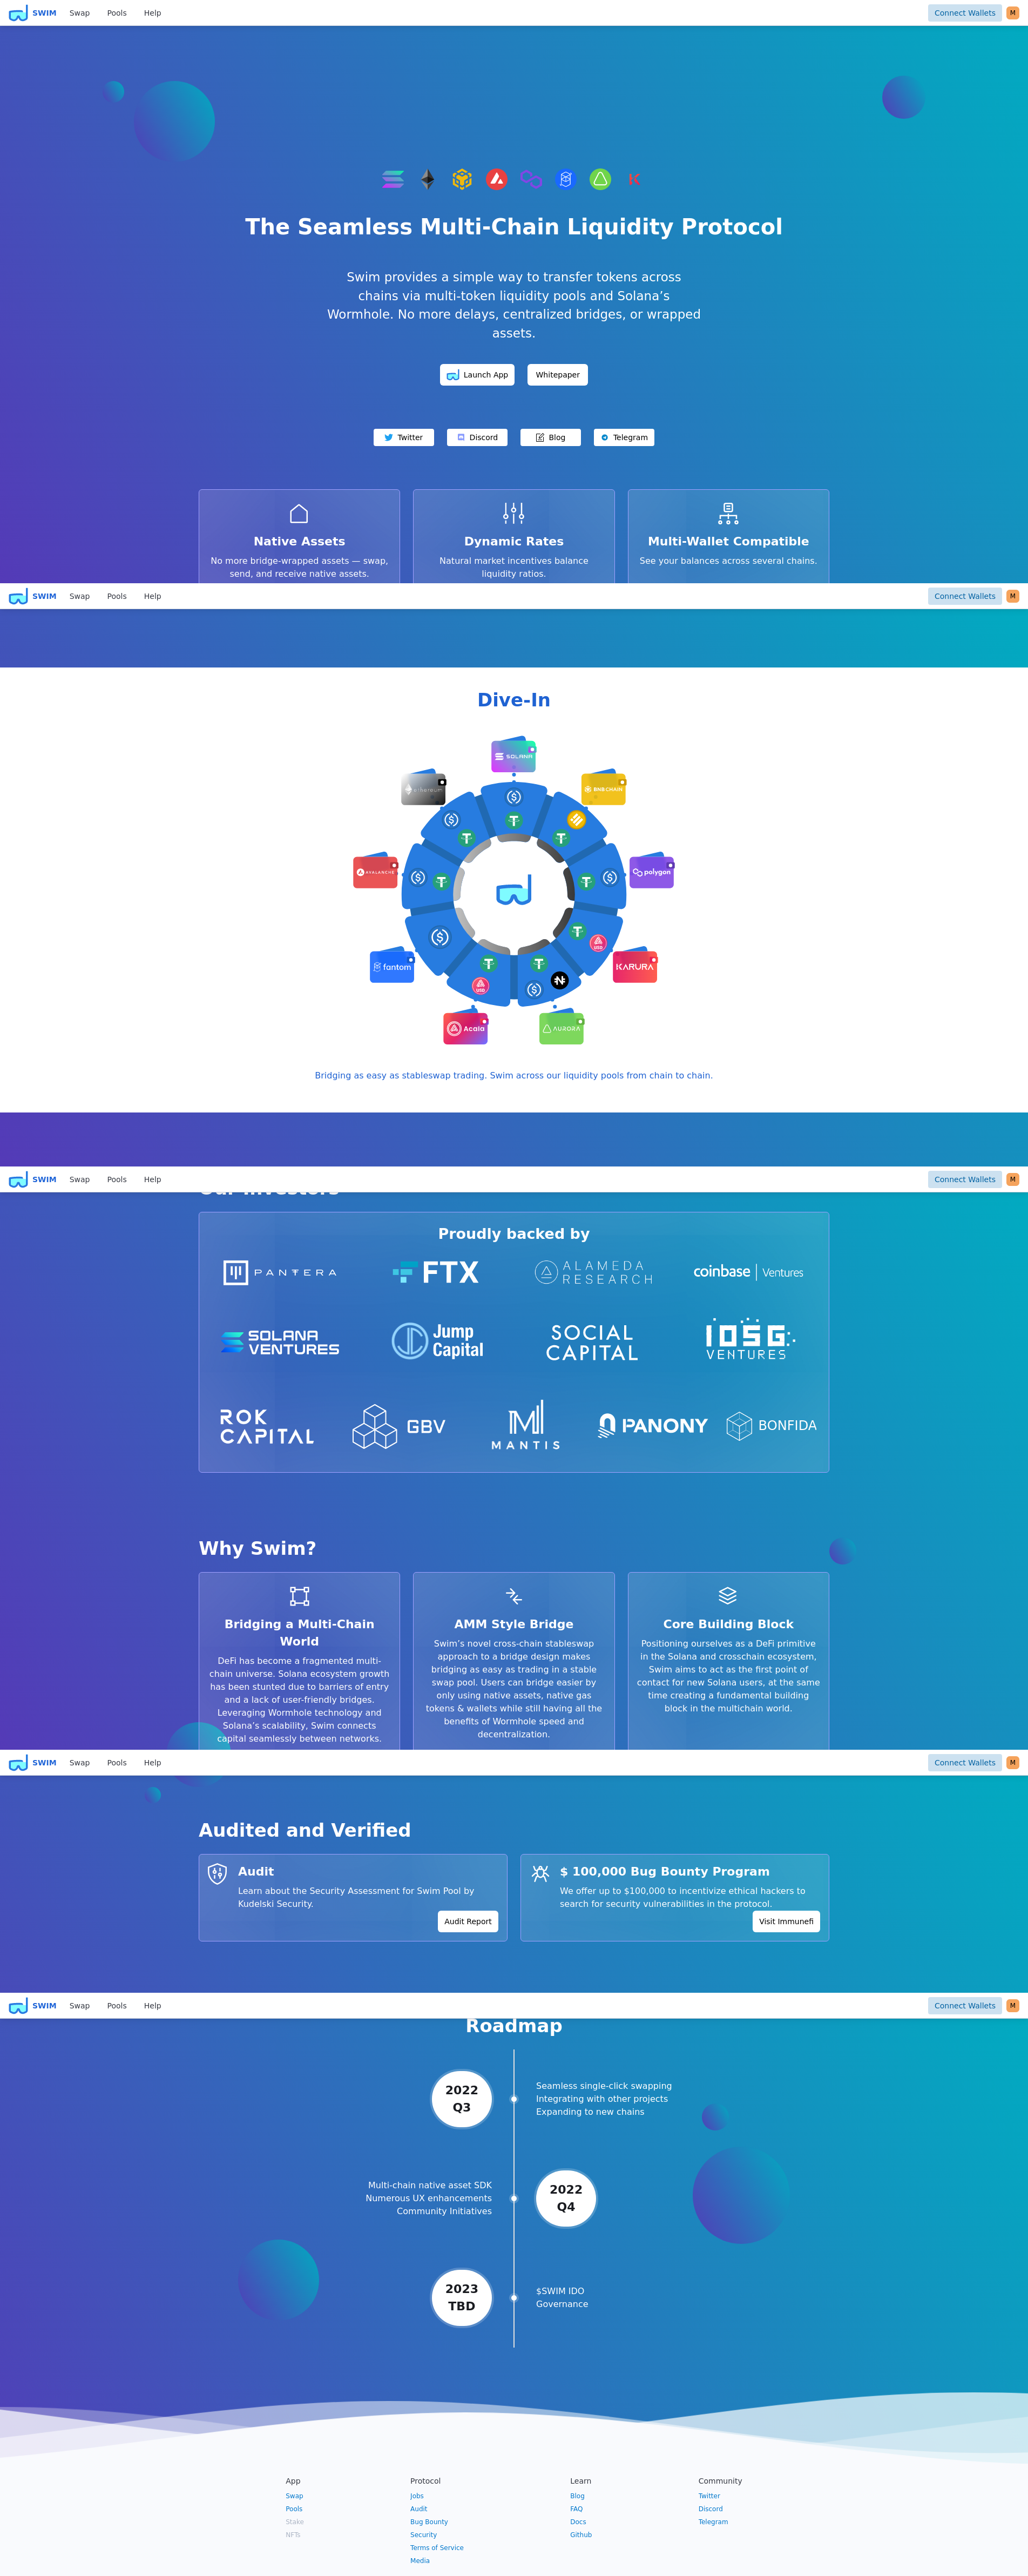 SWIM Swap Pools Help Connect Wallets M
The Seamless Multi-Chain Liquidity Protocol
Swim provides a simple way to transfer tokens across
chains via multi-token liquidity pools and Solana’s
Wormhole. No more delays, centralized bridges, or wrapped
assets.
Launch App Whitepaper
Twitter Discord Blog Telegram
Native Assets
No more bridge-wrapped assets — swap,
send, and receive native assets.
Dynamic Rates
Natural market incentives balance
liquidity ratios.
Multi-Wallet Compatible
See your balances across several chains.
SWIM Swap Pools Help Connect Wallets M
Dive-In
SOLANA
ethereum
BNB CHAIN
AVALANCHE
polygon
USD
fantom
KARURA
USD
Acala
AURORA
Bridging as easy as stableswap trading. Swim across our liquidity pools from chain to chain.
SWIM Swap Pools Help Connect Wallets M
Our Investors
Proudly backed by
PANTERA FTX ALAMEDA RESEARCH coinbase Ventures
SOLANA VENTURES Jump Capital SOCIAL CAPITAL IOSG VENTURES
ROK CAPITAL GBV MANTIS PANONY BONFIDA
Why Swim?
Bridging a Multi-Chain
World
DeFi has become a fragmented multi-
chain universe. Solana ecosystem growth
has been stunted due to barriers of entry
and a lack of user-friendly bridges.
Leveraging Wormhole technology and
Solana’s scalability, Swim connects
capital seamlessly between networks.
AMM Style Bridge
Swim’s novel cross-chain stableswap
approach to a bridge design makes
bridging as easy as trading in a stable
swap pool. Users can bridge easier by
only using native assets, native gas
tokens & wallets while still having all the
benefits of Wormhole speed and
decentralization.
Core Building Block
Positioning ourselves as a DeFi primitive
in the Solana and crosschain ecosystem,
Swim aims to act as the first point of
contact for new Solana users, at the same
time creating a fundamental building
block in the multichain world.
SWIM Swap Pools Help Connect Wallets M
Audited and Verified
Audit
Learn about the Security Assessment for Swim Pool by
Kudelski Security.
Audit Report
$ 100,000 Bug Bounty Program
We offer up to $100,000 to incentivize ethical hackers to
search for security vulnerabilities in the protocol.
Visit Immunefi
SWIM Swap Pools Help Connect Wallets M
Roadmap
2022
Q3
Seamless single-click swapping
Integrating with other projects
Expanding to new chains
Multi-chain native asset SDK
Numerous UX enhancements
Community Initiatives
2022
Q4
2023
TBD
$SWIM IDO
Governance
App
Swap
Pools
Stake
NFTs
Protocol
Jobs
Audit
Bug Bounty
Security
Terms of Service
Media
Learn
Blog
FAQ
Docs
Github
Community
Twitter
Discord
Telegram